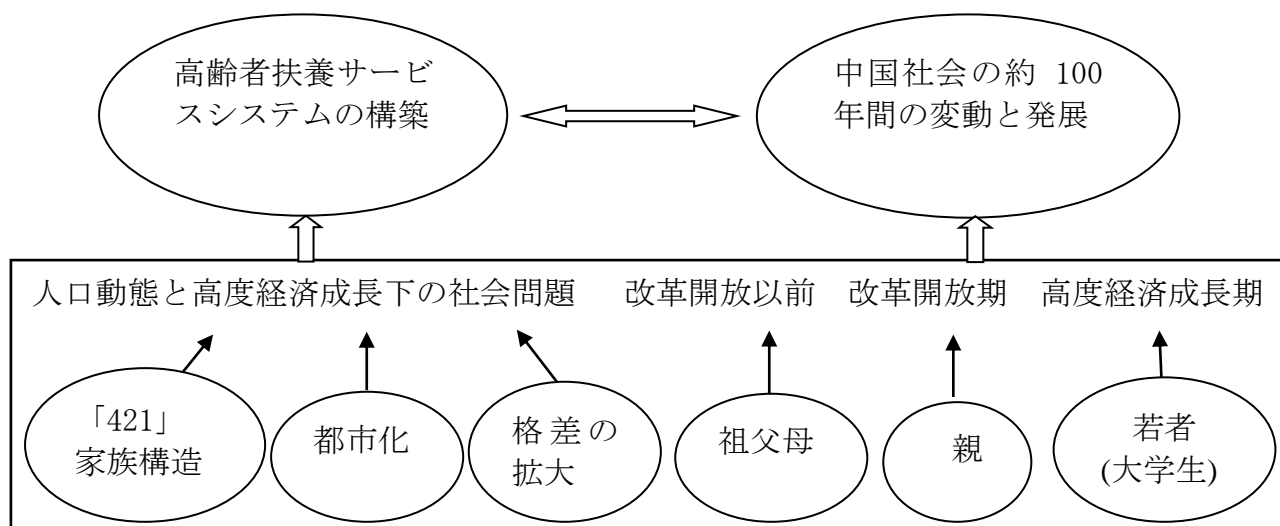 高齢者扶養サービ
スシステムの構築
中国社会の約 100
年間の変動と発展
人口動態と高度経済成長下の社会問題 改革開放以前 改革開放期 高度経済成長期
「421」
家族構造
都市化
格差の
拡大
祖父母
親
若者
(大学生)